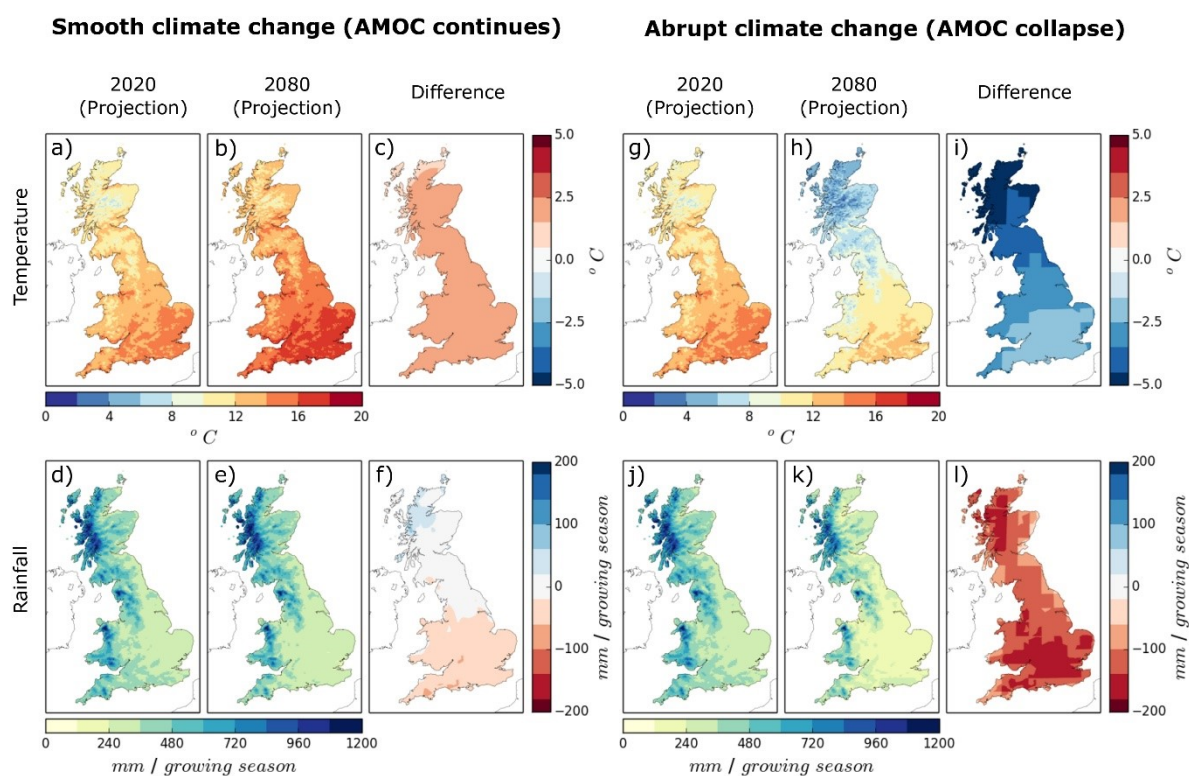 Smooth climate change (AMOC continues)
Abrupt climate change (AMOC collapse)
2020
(Projection)
2080
(Projection)
Difference
2020
(Projection)
2080
(Projection)
Difference
Temperature
a)
b)
c)
5.0
2.5
0.0
−2.5
−5.0
° C
g)
h)
i)
5.0
2.5
0.0
−2.5
−5.0
° C
0 4 8 12 16 20
° C
0 4 8 12 16 20
° C
Rainfall
d)
e)
f)
200
100
0
−100
−200
mm / growing season
j)
k)
l)
200
100
0
−100
−200
mm / growing season
0 240 480 720 960 1200
mm / growing season
0 240 480 720 960 1200
mm / growing season